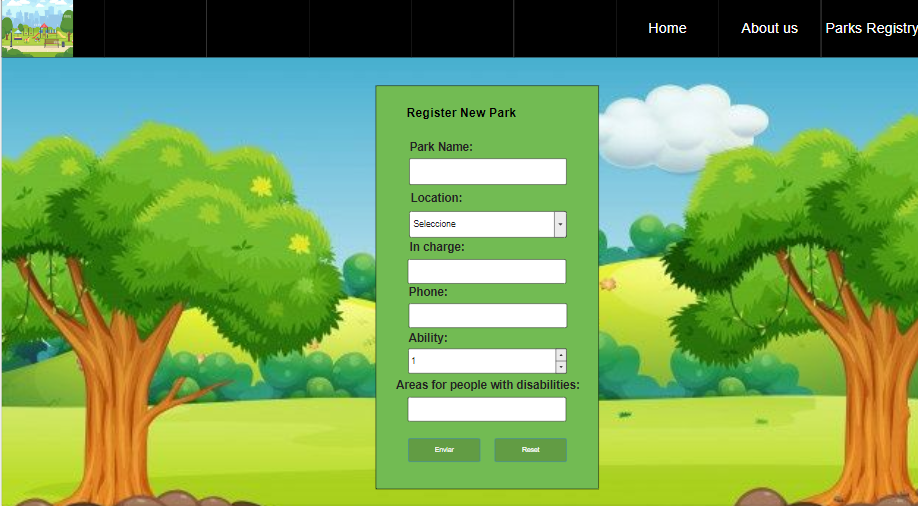 Home About us Parks Registry
Register New Park
Park Name:
Location:
Seleccione
In charge:
Phone:
Ability:
1
Areas for people with disabilities:
Enviar Reset